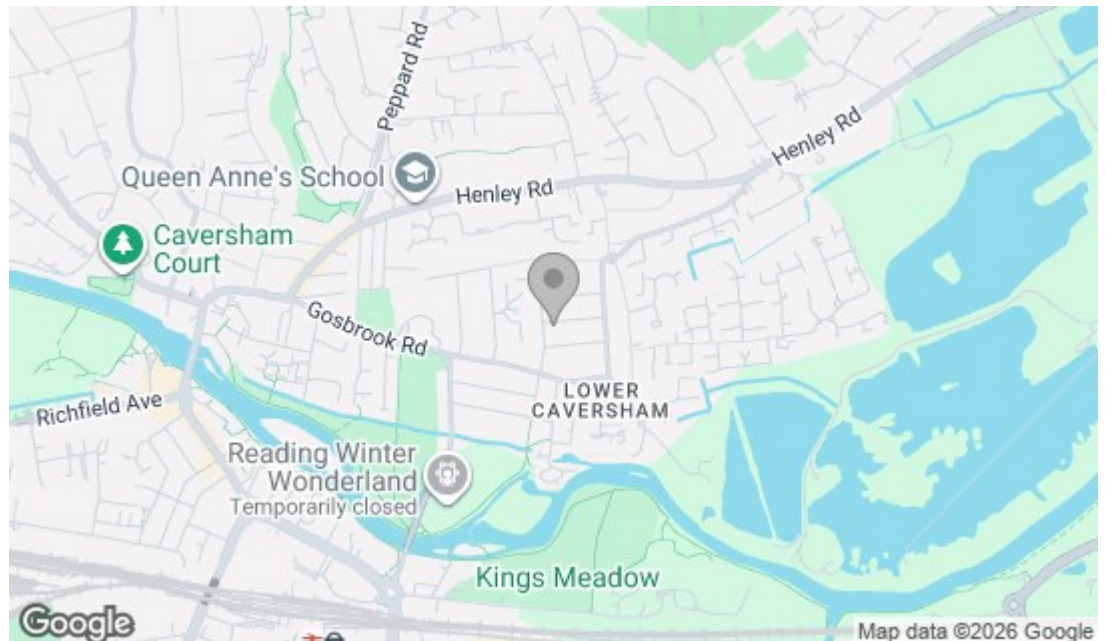 Peppard Rd
Henley Rd
Queen Anne's School
Henley Rd
Caversham
Court
Gosbrook Rd
LOWER
CAVERSHAM
Richfield Ave
Reading Winter
Wonderland
Temporarily closed
Kings Meadow
Google
Map data ©2026 Google